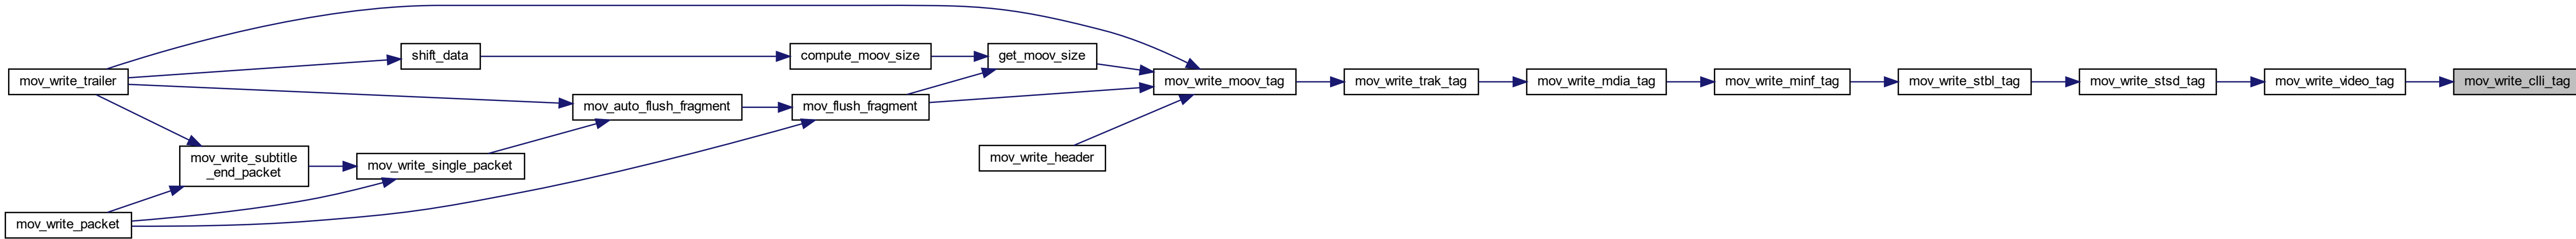 mov_write_trailer
shift_data
compute_moov_size
get_moov_size
mov_auto_flush_fragment
mov_flush_fragment
mov_write_subtitle
_end_packet
mov_write_single_packet
mov_write_packet
mov_write_header
mov_write_moov_tag
mov_write_trak_tag
mov_write_mdia_tag
mov_write_minf_tag
mov_write_stbl_tag
mov_write_stsd_tag
mov_write_video_tag
mov_write_clli_tag